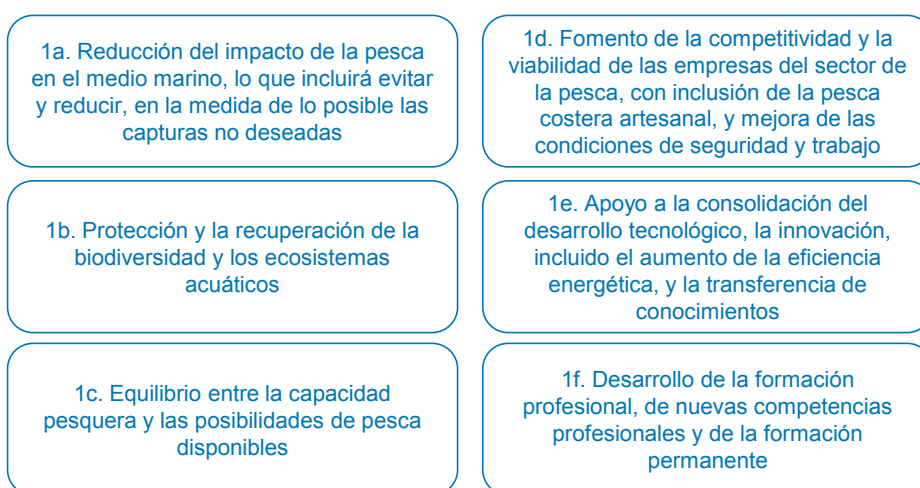 1a. Reducción del impacto de la pesca
en el medio marino, lo que incluirá evitar
y reducir, en la medida de lo posible las
capturas no deseadas
1b. Protección y la recuperación de la
biodiversidad y los ecosistemas
acuáticos
1c. Equilibrio entre la capacidad
pesquera y las posibilidades de pesca
disponibles
1d. Fomento de la competitividad y la
viabilidad de las empresas del sector de
la pesca, con inclusión de la pesca
costera artesanal, y mejora de las
condiciones de seguridad y trabajo
1e. Apoyo a la consolidación del
desarrollo tecnológico, la innovación,
incluido el aumento de la eficiencia
energética, y la transferencia de
conocimientos
1f. Desarrollo de la formación
profesional, de nuevas competencias
profesionales y de la formación
permanente